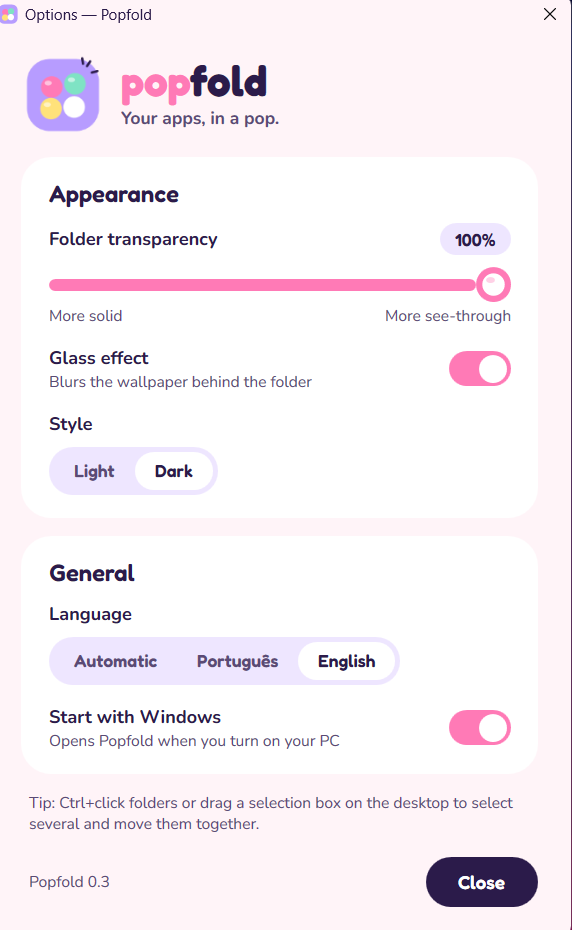 Options — Popfold
popfold
Your apps, in a pop.
Appearance
Folder transparency
100%
More solid
More see-through
Glass effect
Blurs the wallpaper behind the folder
Style
Light
Dark
General
Language
Automatic
Português
English
Start with Windows
Opens Popfold when you turn on your PC
Tip: Ctrl+click folders or drag a selection box on the desktop to select
several and move them together.
Popfold 0.3
Close